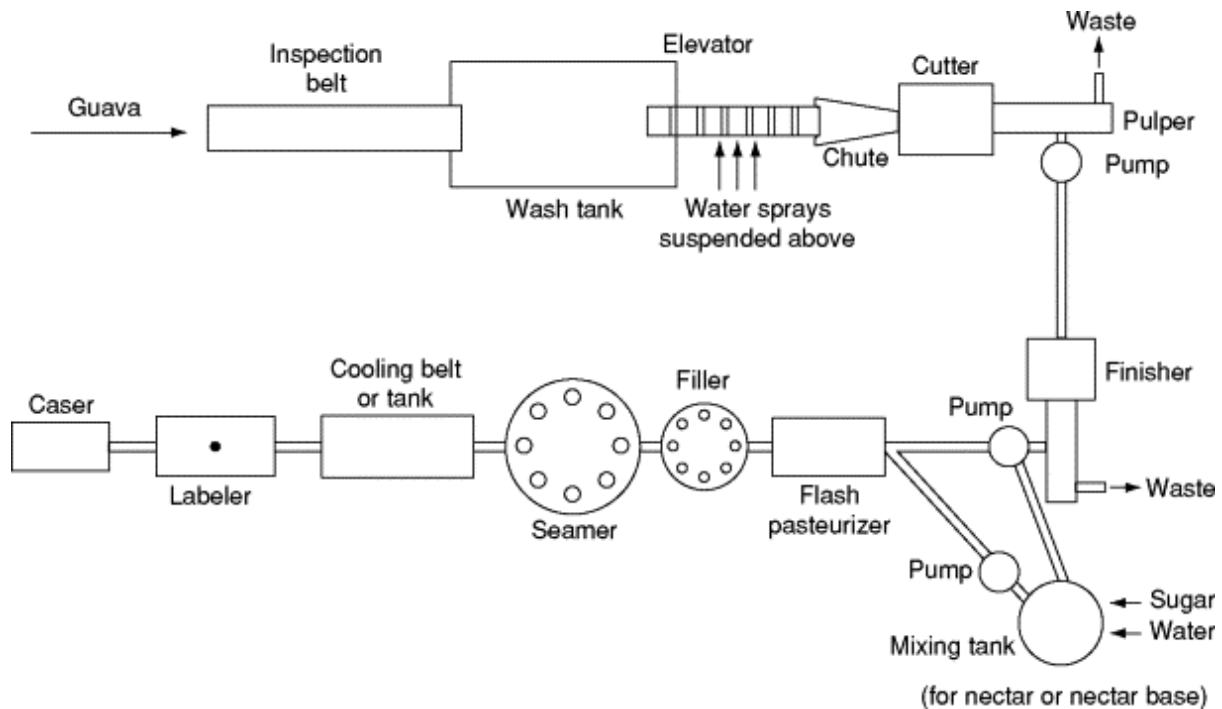 Waste
Elevator
Inspection
belt
Cutter
Guava
Pulper
Chute
Pump
Wash tank
Water sprays
suspended above
Finisher
Cooling belt
or tank
Filler
Caser
Pump
Labeler
Flash
pasteurizer
Waste
Seamer
Pump
Sugar
Water
Mixing tank
(for nectar or nectar base)